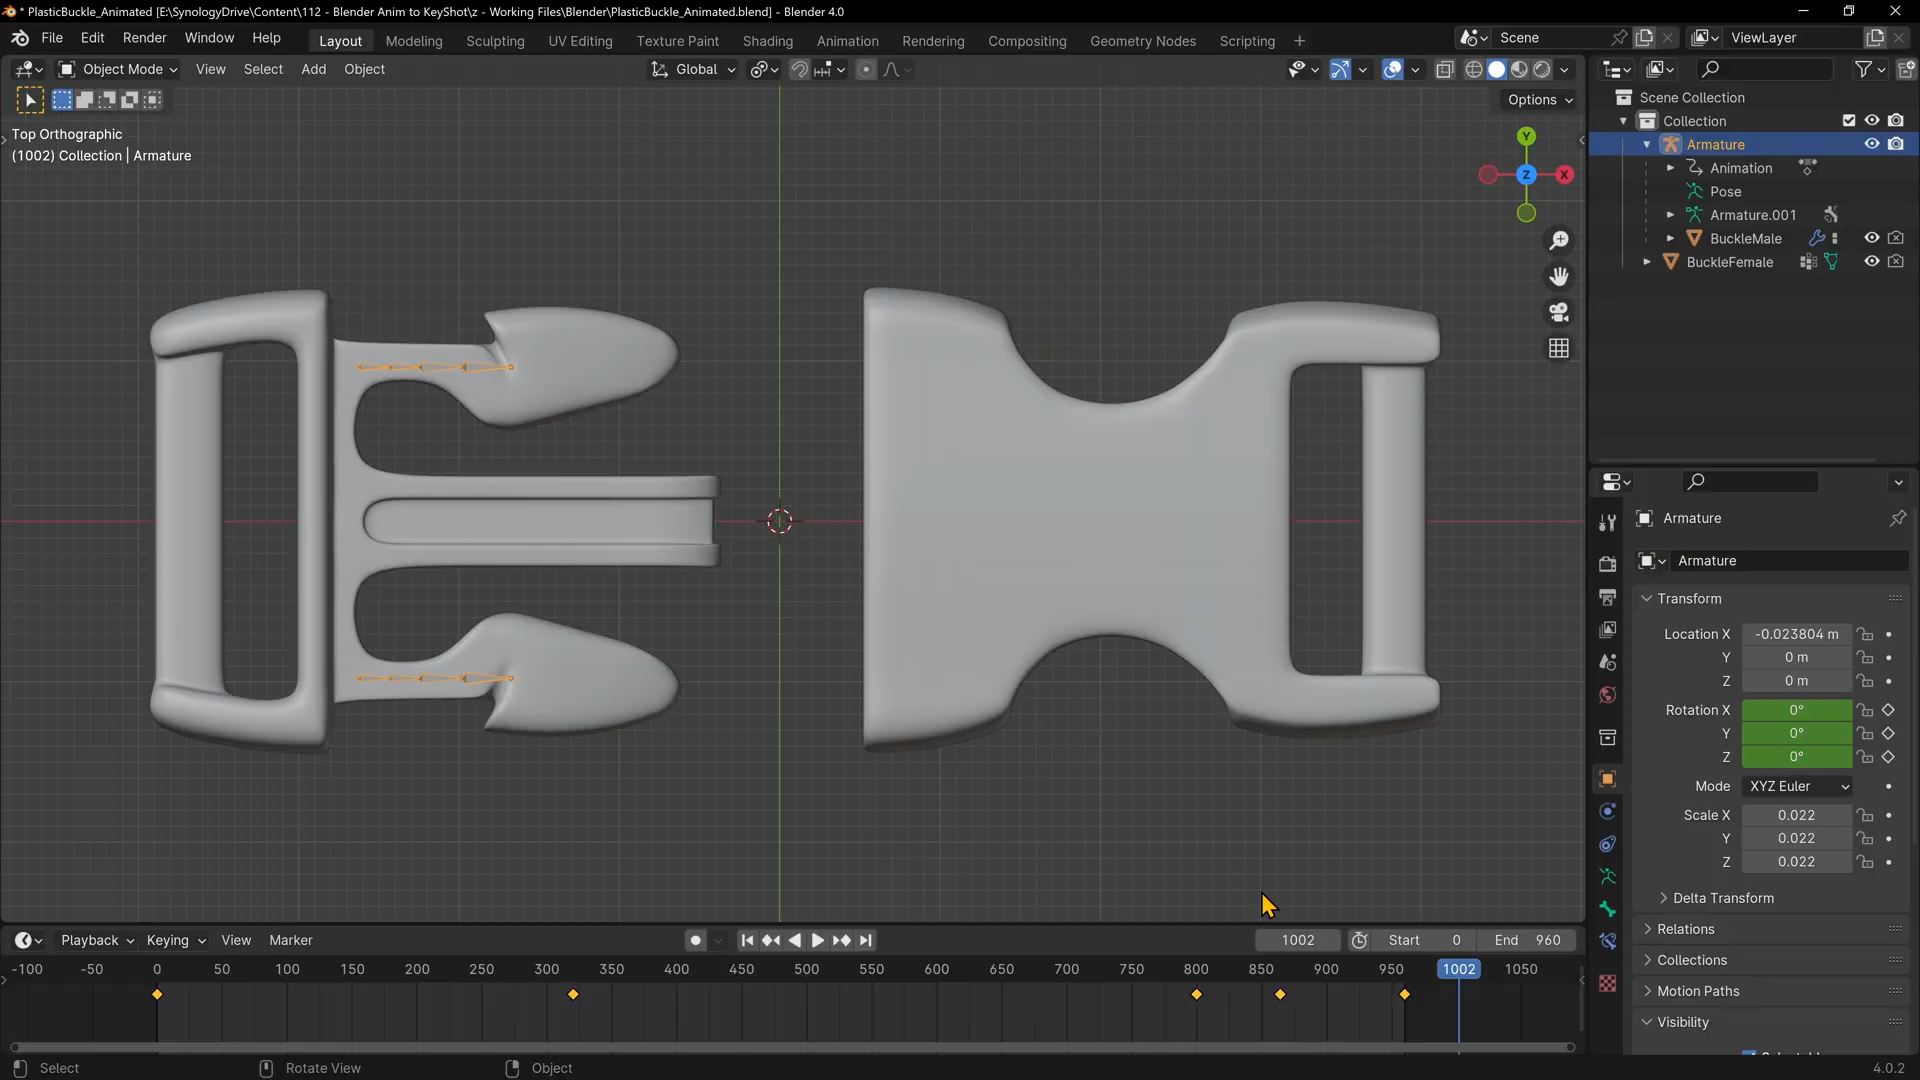 * PlasticBuckle_Animated [E:\SynologyDrive\Content\112 - Blender Anim to KeyShot\z - Working Files\Blender\PlasticBuckle_Animated.blend] - Blender 4.0
File Edit Render Window Help Layout Modeling Sculpting UV Editing Texture Paint Shading Animation Rendering Compositing Geometry Nodes Scripting + Scene ViewLayer
Object Mode View Select Add Object Global
Options
Top Orthographic
(1002) Collection | Armature
Y
Z X
Scene Collection
Collection
Armature
Animation
Pose
Armature.001
BuckleMale
BuckleFemale
Armature
Armature
Transform
Location X -0.023804 m
Y 0 m
Z 0 m
Rotation X 0°
Y 0°
Z 0°
Mode XYZ Euler
Scale X 0.022
Y 0.022
Z 0.022
Delta Transform
Relations
Collections
Motion Paths
Visibility
Playback Keying View Marker 1002 Start 0 End 960
-100 -50 0 50 100 150 200 250 300 350 400 450 500 550 600 650 700 750 800 850 900 950 1002 1050
Select Rotate View Object 4.0.2